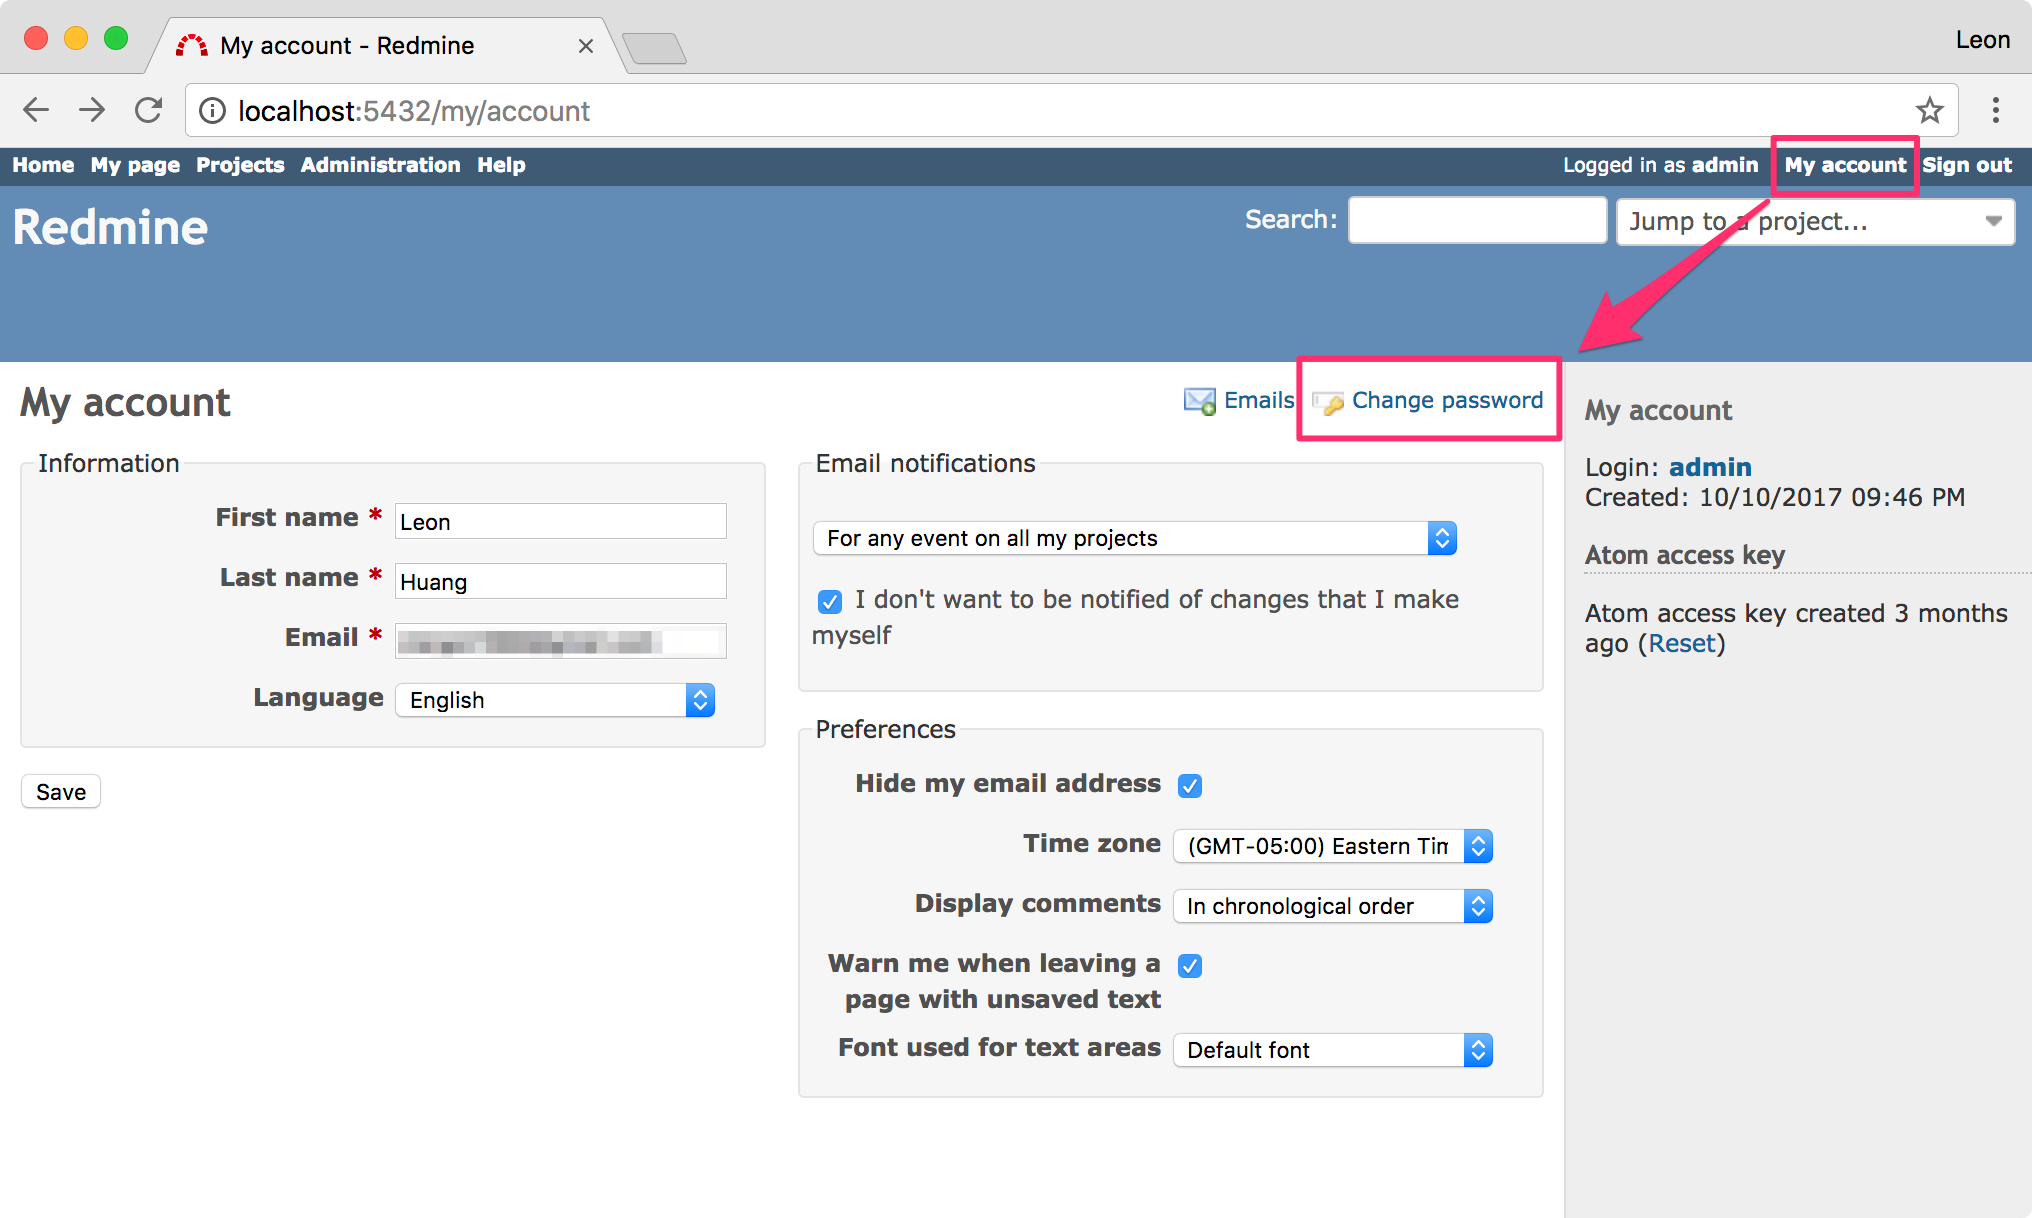 My account - Redmine
Leon
localhost:5432/my/account
Home My page Projects Administration Help
Logged in as admin My account Sign out
Redmine
Search:
Jump to a project...
My account
Emails Change password
Information
First name * Leon
Last name * Huang
Email *
Language English
Save
Email notifications
For any event on all my projects
I don't want to be notified of changes that I make
myself
Preferences
Hide my email address
Time zone (GMT-05:00) Eastern Tim
Display comments In chronological order
Warn me when leaving a
page with unsaved text
Font used for text areas Default font
My account
Login: admin
Created: 10/10/2017 09:46 PM
Atom access key
Atom access key created 3 months
ago (Reset)